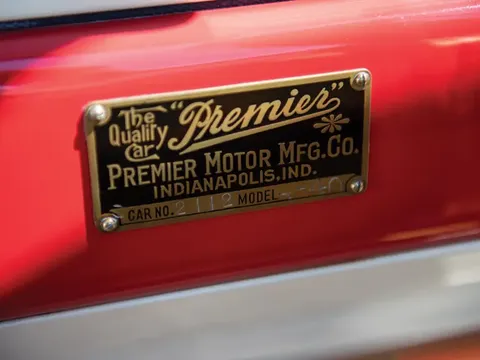 The Quality Car "Premier"
PREMIER MOTOR MFG. CO.
INDIANAPOLIS, IND.
CAR NO. 2112 MODEL